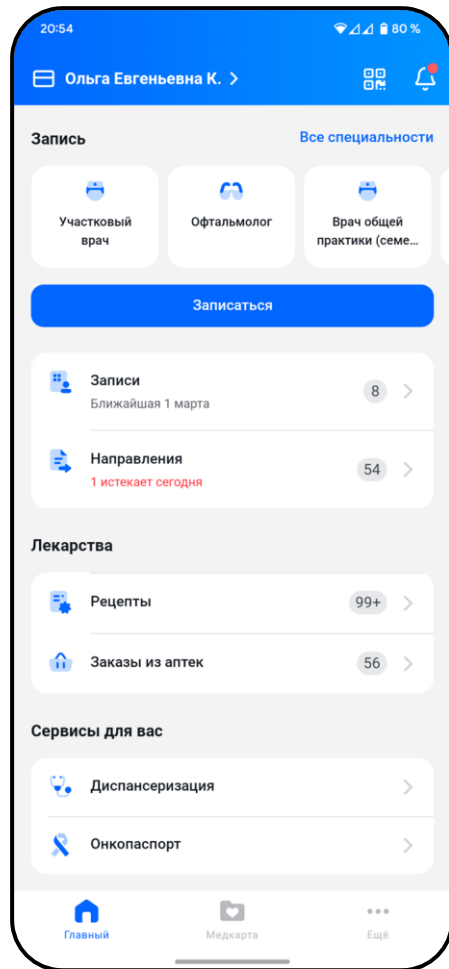 20:54
80 %
Ольга Евгеньевна К.
Запись
Все специальности
Участковый
врач
Офтальмолог
Врач общей
практики (семе...
Записаться
Записи
8
Ближайшая 1 марта
Направления
54
1 истекает сегодня
Лекарства
Рецепты
99+
Заказы из аптек
56
Сервисы для вас
Диспансеризация
Онкопаспорт
Главный
Медкарта
Ещё